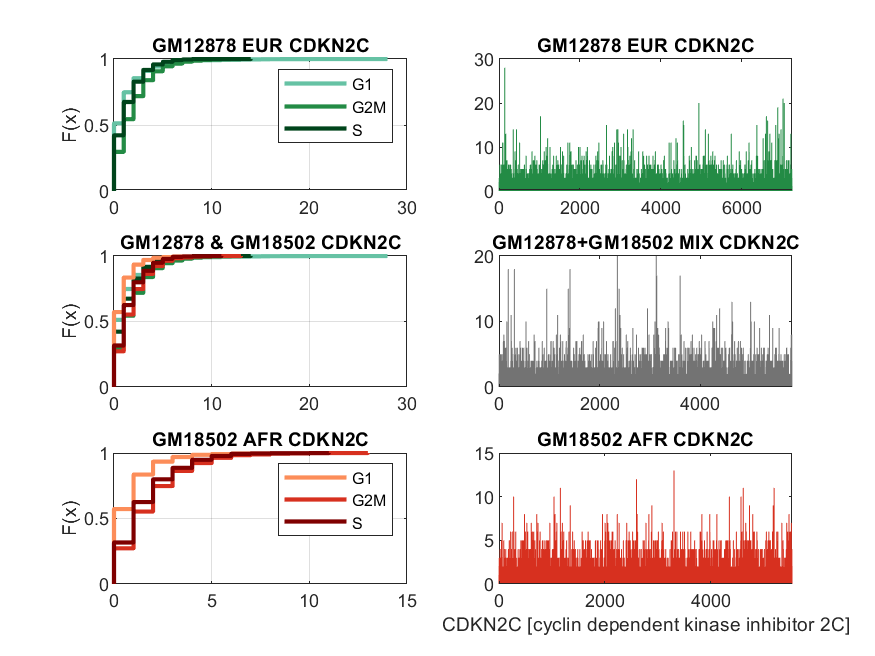 GM12878 EUR CDKN2C
F(x)
1
0.5
0
0
10
20
30
G1
G2M
S
GM12878 EUR CDKN2C
30
20
10
0
0
2000
4000
6000
GM12878 & GM18502 CDKN2C
F(x)
1
0.5
0
0
10
20
30
GM12878+GM18502 MIX CDKN2C
20
10
0
0
2000
4000
GM18502 AFR CDKN2C
F(x)
1
0.5
0
0
5
10
15
G1
G2M
S
GM18502 AFR CDKN2C
15
10
5
0
0
2000
4000
CDKN2C [cyclin dependent kinase inhibitor 2C]